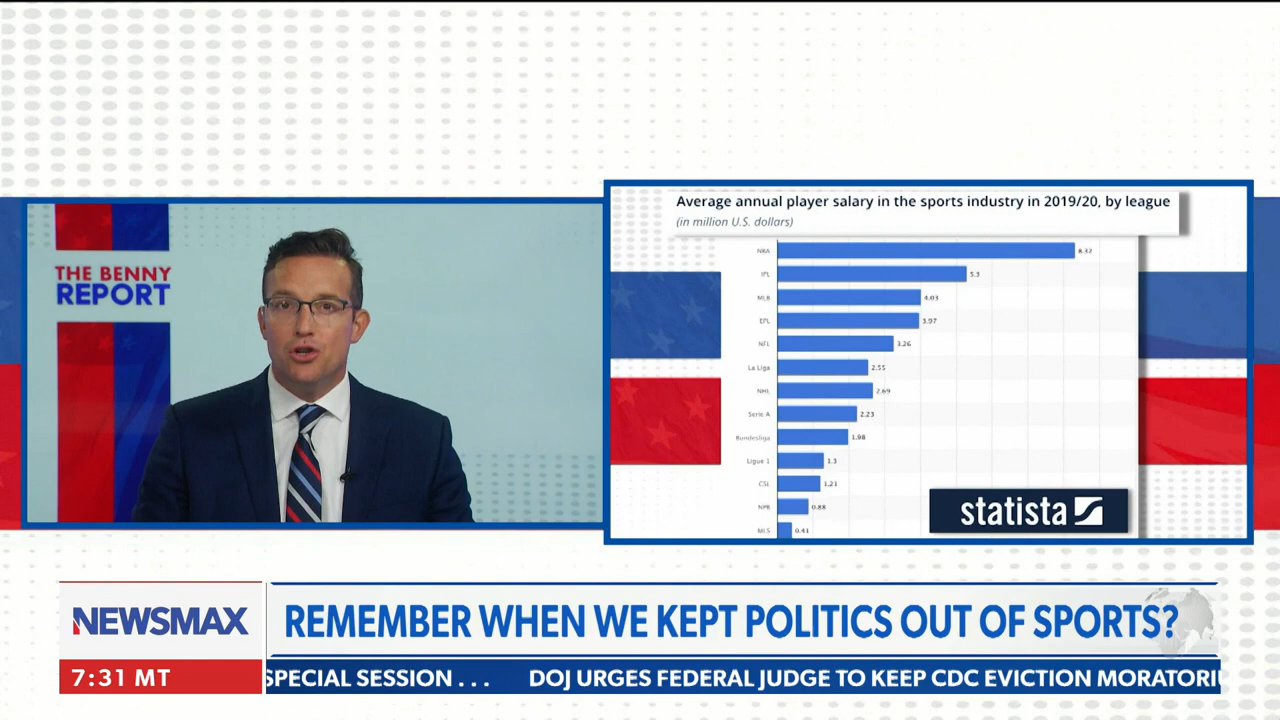 Average annual player salary in the sports industry in 2019/20, by league
(in million U.S. dollars)
NBA 8.32
IPL 5.3
MLB 4.03
EPL 3.97
NFL 3.26
La Liga 2.55
NHL 2.69
Serie A 2.23
Bundesliga 1.98
Ligue 1 1.3
CSL 1.21
NPB 0.88
MLS 0.41
statista
THE BENNY
REPORT
NEWSMAX
REMEMBER WHEN WE KEPT POLITICS OUT OF SPORTS?
7:31 MT
SPECIAL SESSION . . . DOJ URGES FEDERAL JUDGE TO KEEP CDC EVICTION MORATORIU